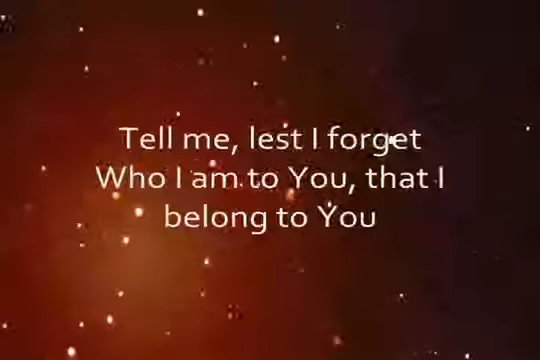 Tell me, lest I forget
Who I am to You, that I
belong to You